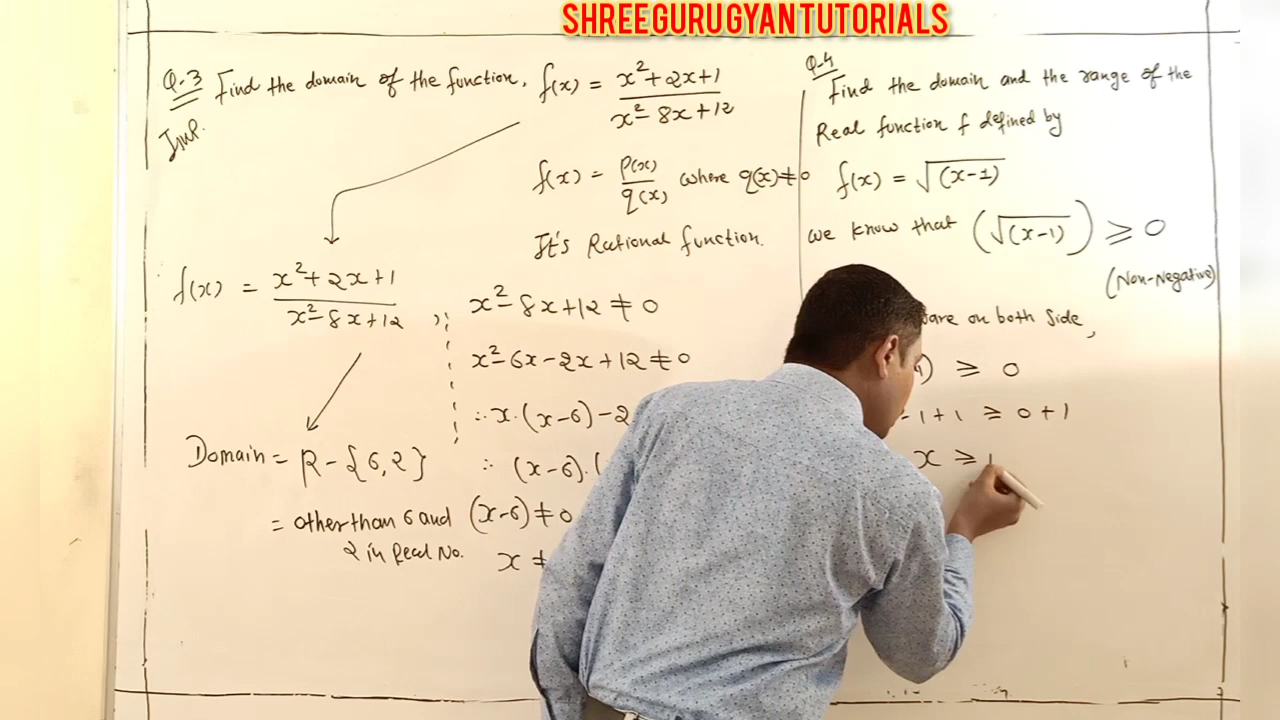 SHREE GURU GYAN TUTORIALS
Q.3 Find the domain of the function, f(x) = x²+2x+1 / x²-8x+12
Imp.
f(x) = p(x) / q(x) where q(x) ≠ 0
It's Rational function.
f(x) = x²+2x+1 / x²-8x+12 ,
x²-8x+12 ≠ 0
x²-6x-2x+12 ≠ 0
∴ x.(x-6)-2
∴ (x-6).(
(x-6) ≠ 0
x ≠
Domain = R-{6,2}
= other than 6 and
2 in Real No.
Q.4
Find the domain and the range of the
Real function f defined by
f(x) = √(x-1)
we know that (√(x-1)) ≥ 0
(Non-Negative)
on both side,
) ≥ 0
-1+1 ≥ 0+1
x ≥ 1